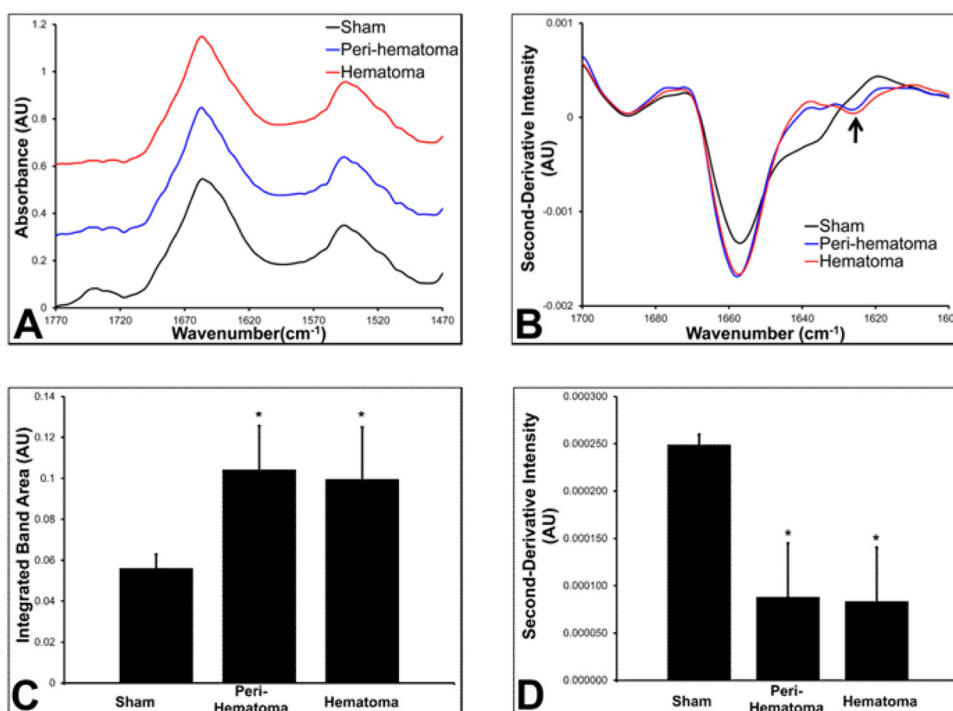 Absorbance (AU)
1.2
1
0.8
0.6
0.4
0.2
0
Sham
Peri-hematoma
Hematoma
1770 1720 1670 1620 1570 1520 1470
Wavenumber(cm-1)
A
Second-Derivative Intensity
(AU)
0.001
0
-0.001
-0.002
Sham
Peri-hematoma
Hematoma
1700 1680 1660 1640 1620 160
Wavenumber (cm-1)
B
Integrated Band Area (AU)
0.14
0.12
0.1
0.08
0.06
0.04
0.02
0
* *
Sham Peri- Hematoma
Hematoma
C
Second-Derivative Intensity
(AU)
0.000300
0.000250
0.000200
0.000150
0.000100
0.000050
0.000000
* *
Sham Peri- Hematoma
Hematoma
D